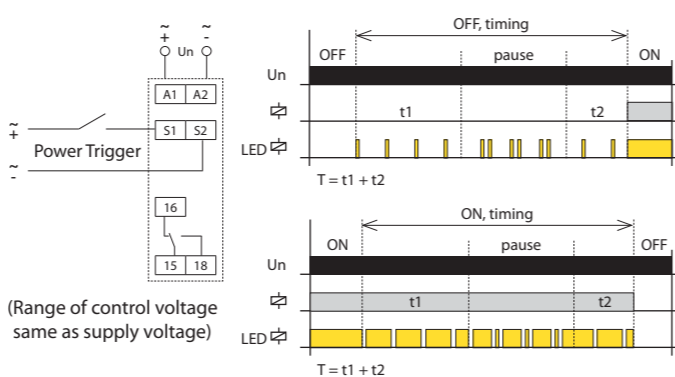 ~ ~
+ Un -
A1 A2
~
+ S1 S2
Power Trigger
~
-
16
15 18
(Range of control voltage
same as supply voltage)
OFF, timing
OFF pause ON
Un
t1 t2
LED
T = t1 + t2
ON, timing
ON pause OFF
Un
t1 t2
LED
T = t1 + t2